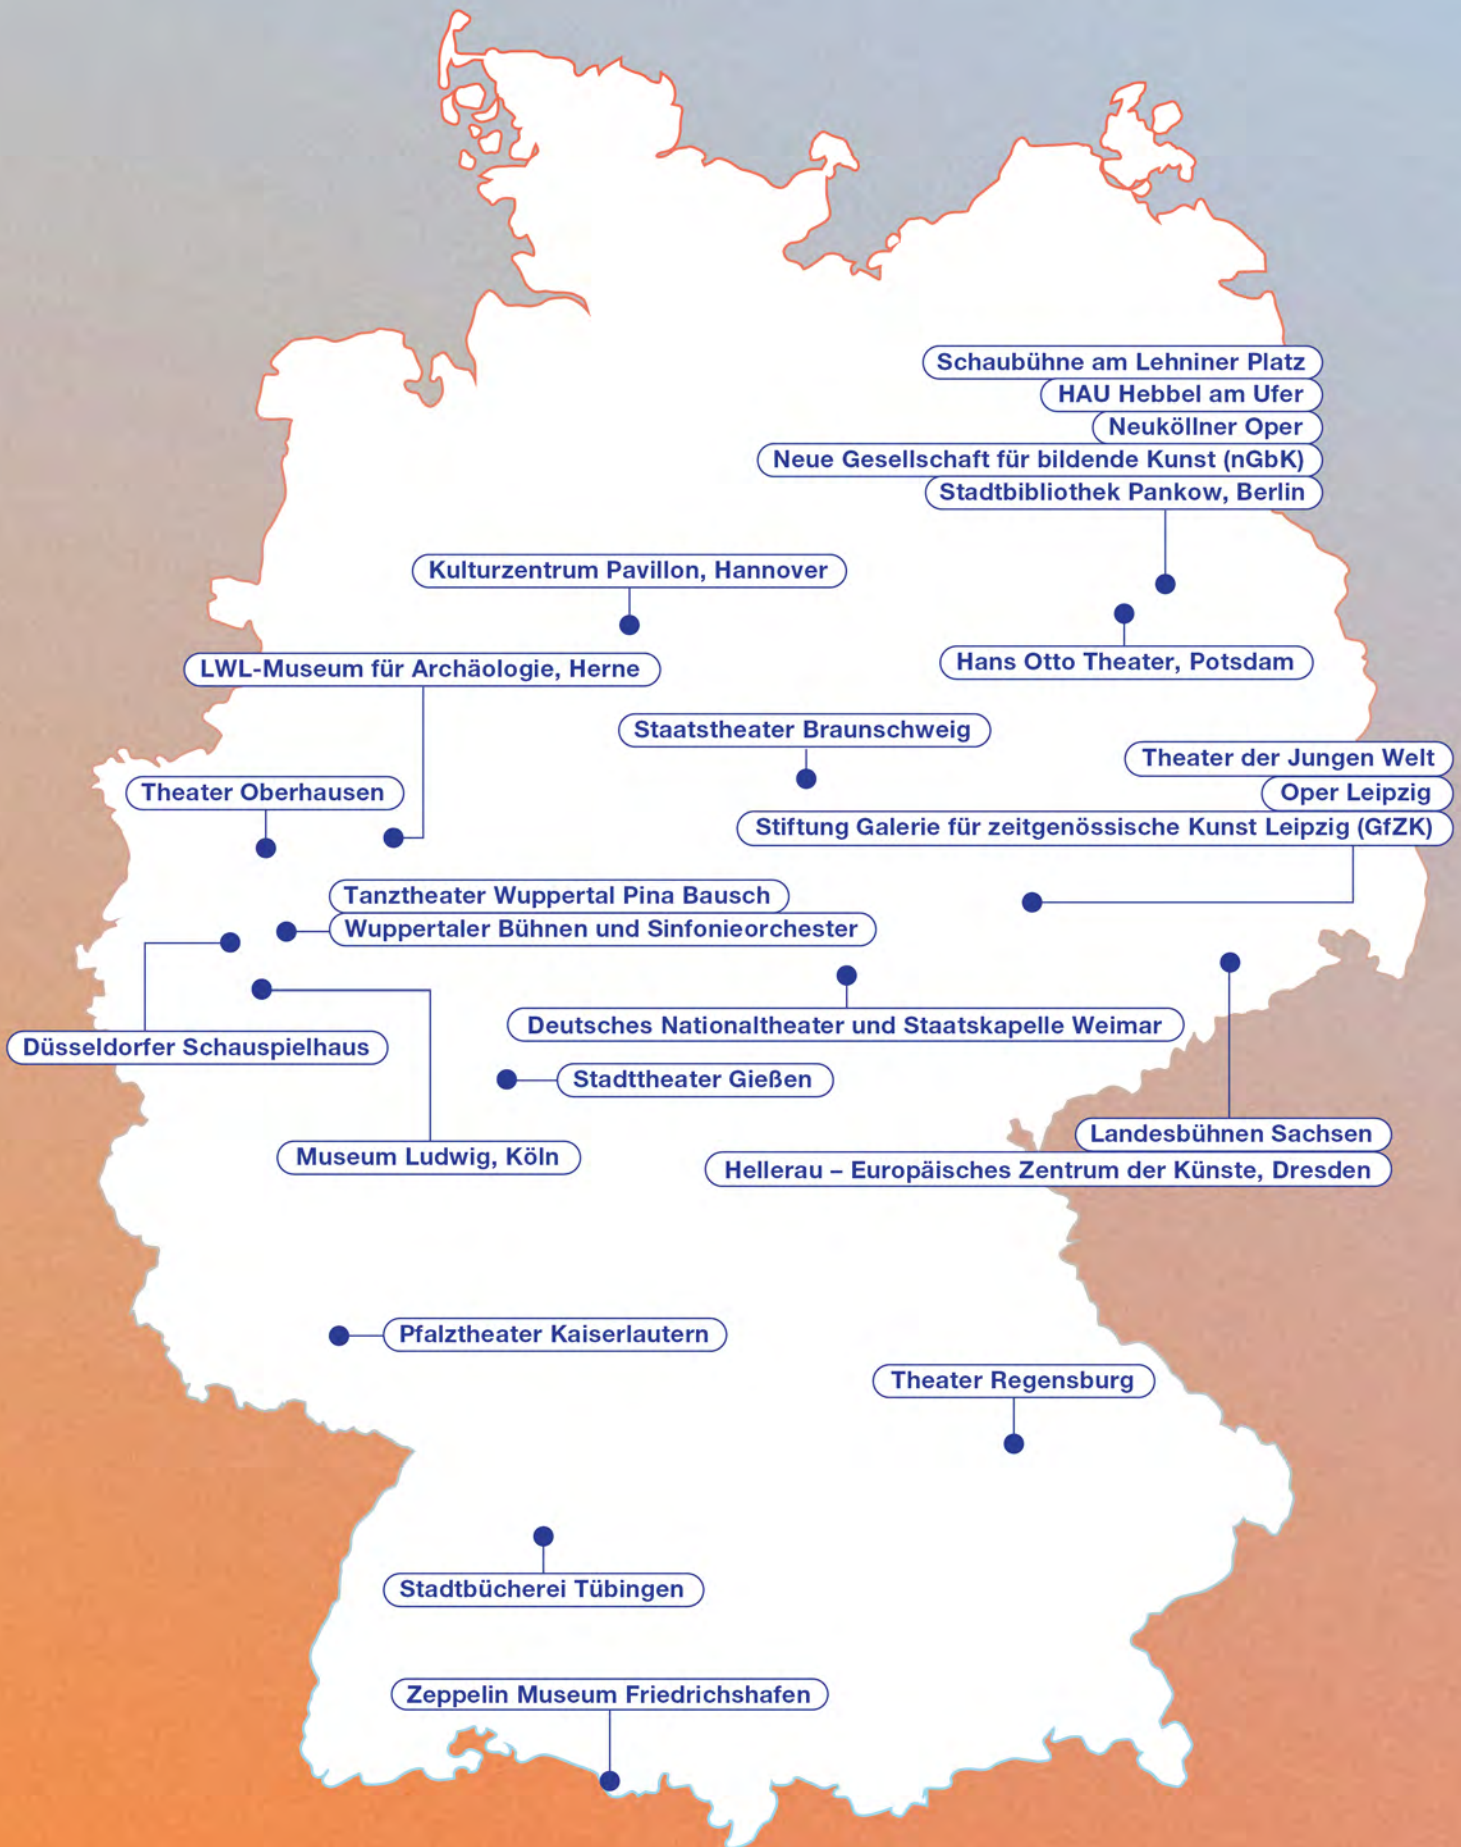 Schaubühne am Lehniner Platz
HAU Hebbel am Ufer
Neuköllner Oper
Neue Gesellschaft für bildende Kunst (nGbK)
Stadtbibliothek Pankow, Berlin
Kulturzentrum Pavillon, Hannover
Hans Otto Theater, Potsdam
LWL-Museum für Archäologie, Herne
Staatstheater Braunschweig
Theater der Jungen Welt
Oper Leipzig
Stiftung Galerie für zeitgenössische Kunst Leipzig (GfZK)
Theater Oberhausen
Tanztheater Wuppertal Pina Bausch
Wuppertaler Bühnen und Sinfonieorchester
Deutsches Nationaltheater und Staatskapelle Weimar
Düsseldorfer Schauspielhaus
Stadttheater Gießen
Landesbühnen Sachsen
Hellerau – Europäisches Zentrum der Künste, Dresden
Museum Ludwig, Köln
Pfalztheater Kaiserlautern
Theater Regensburg
Stadtbücherei Tübingen
Zeppelin Museum Friedrichshafen